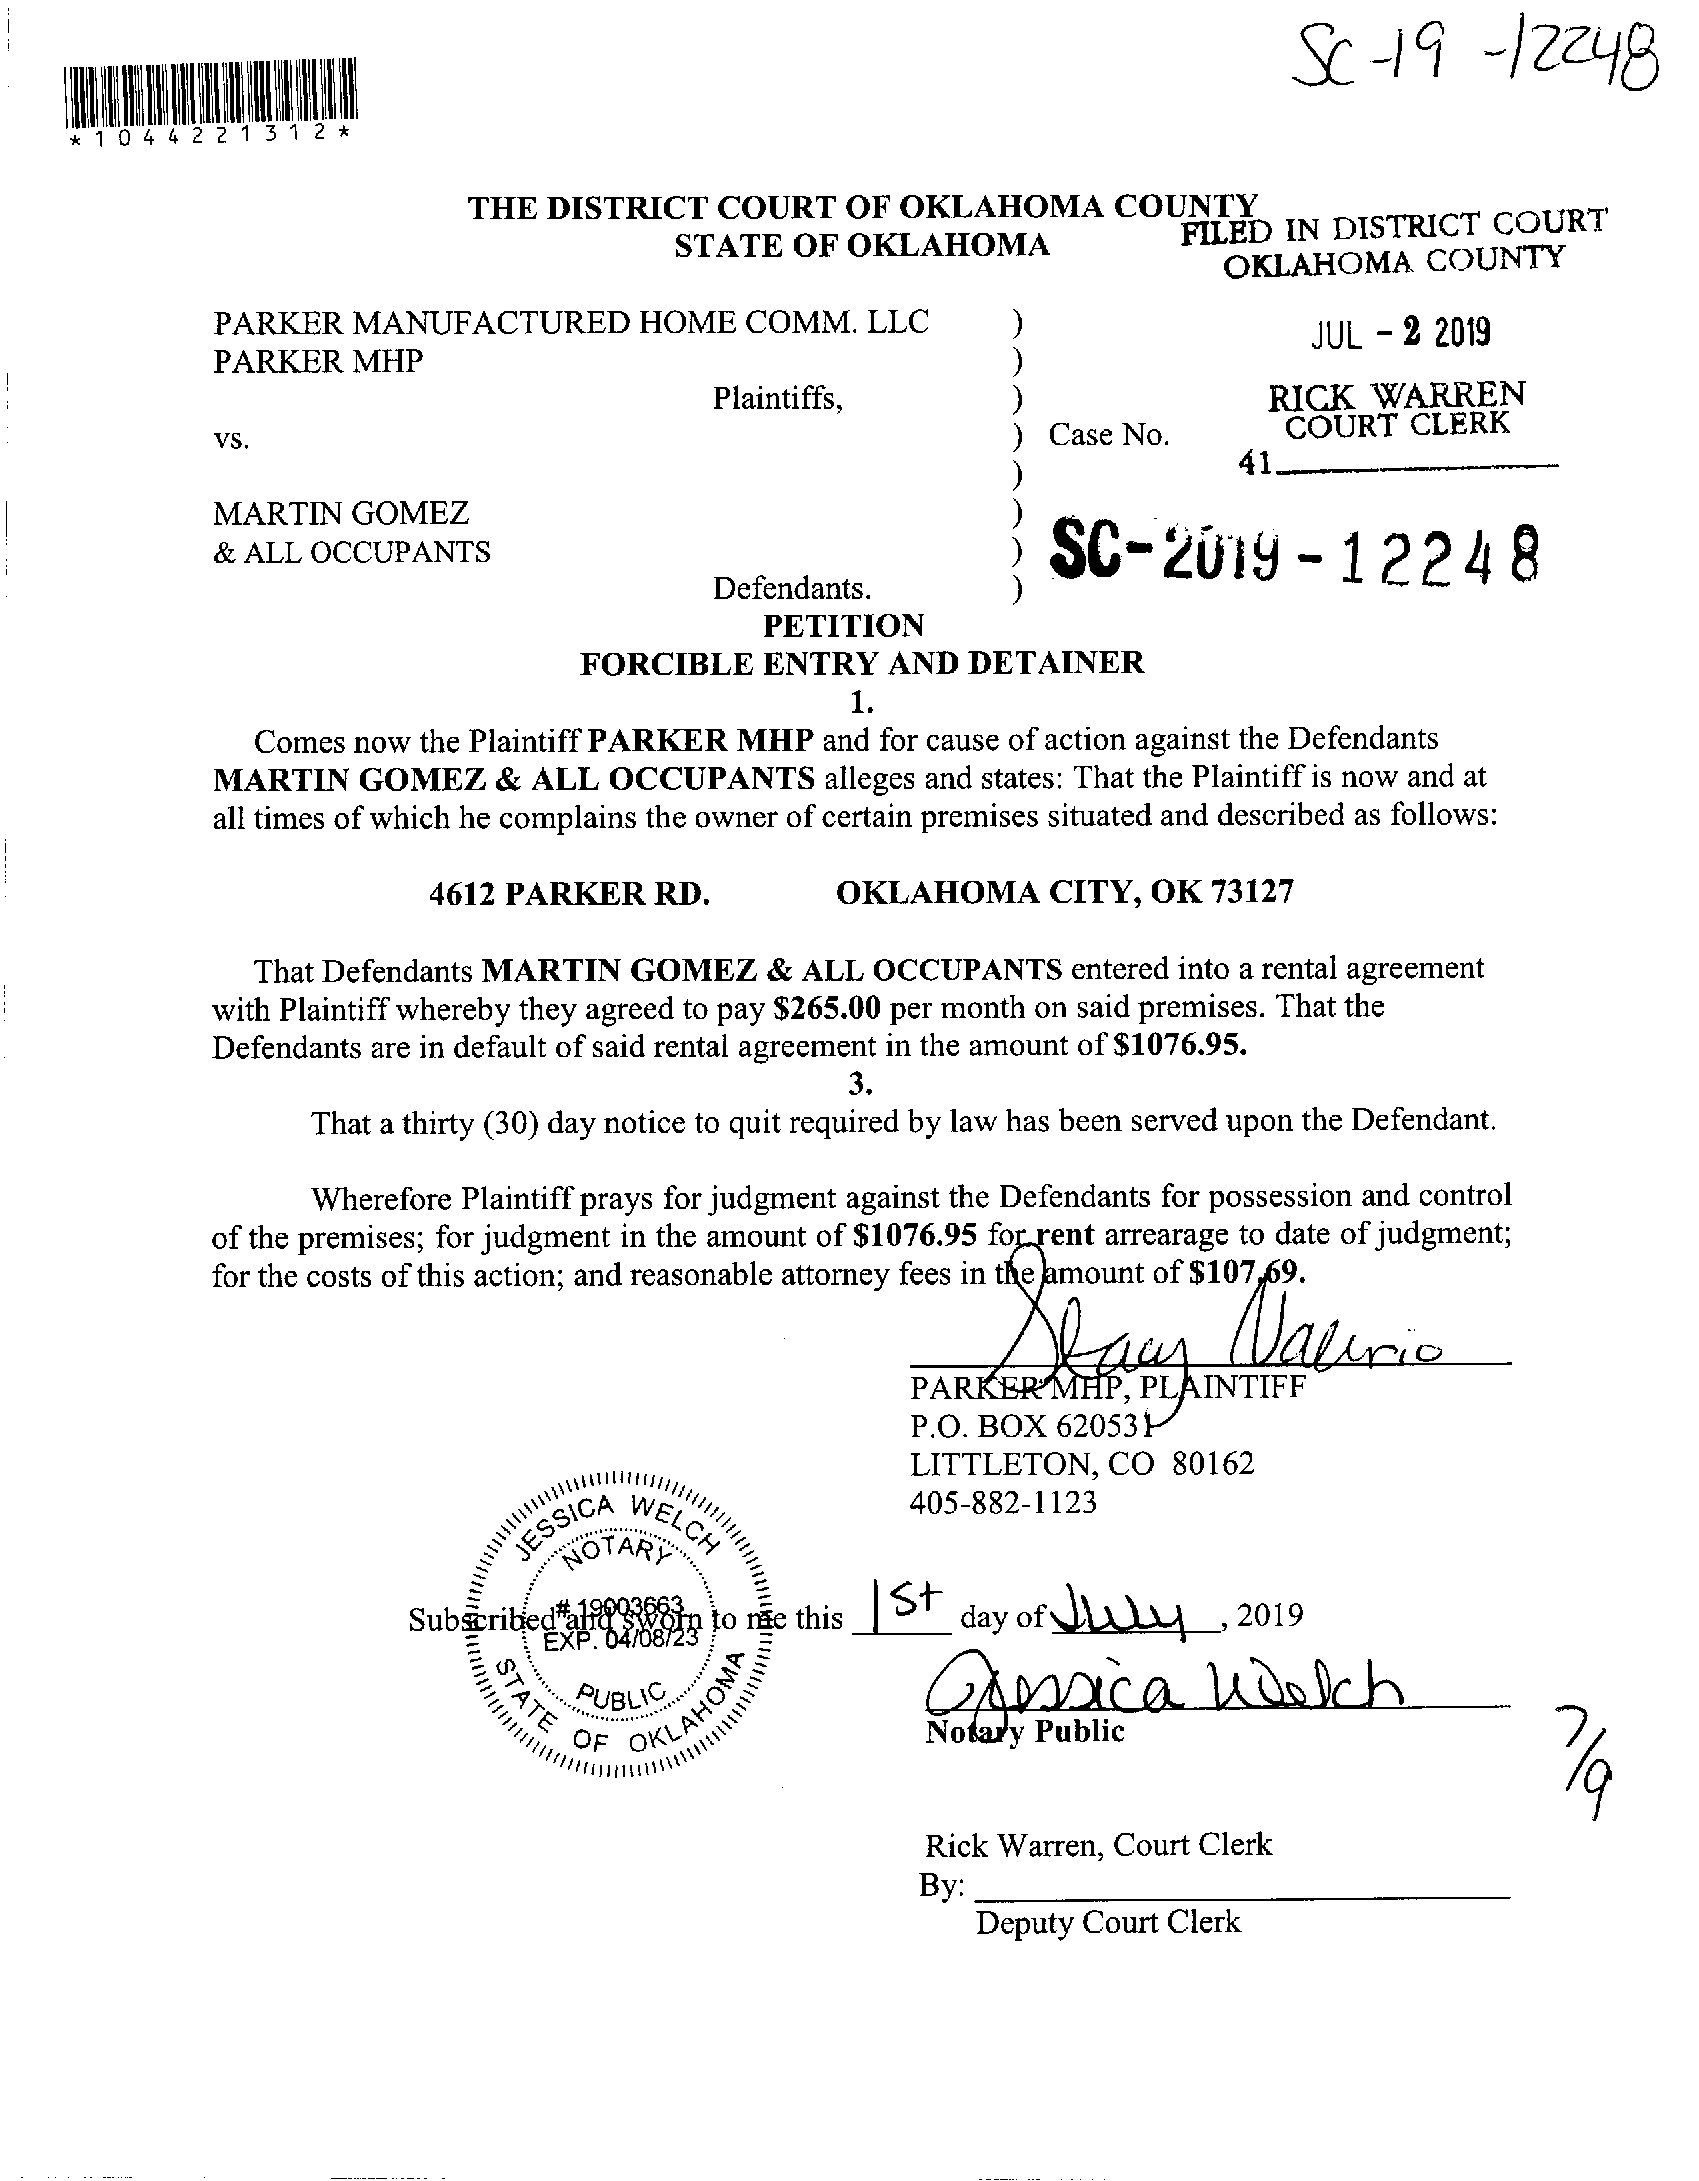 SC-19-12248
*1044221312*
THE DISTRICT COURT OF OKLAHOMA COUNTY
STATE OF OKLAHOMA
FILED IN DISTRICT COURT
OKLAHOMA COUNTY
JUL - 2 2019
RICK WARREN
COURT CLERK
41
PARKER MANUFACTURED HOME COMM. LLC )
PARKER MHP )
Plaintiffs, )
vs. ) Case No.
)
MARTIN GOMEZ )
& ALL OCCUPANTS ) SC-2019-12248
Defendants. )
PETITION
FORCIBLE ENTRY AND DETAINER
1.
Comes now the Plaintiff PARKER MHP and for cause of action against the Defendants
MARTIN GOMEZ & ALL OCCUPANTS alleges and states: That the Plaintiff is now and at
all times of which he complains the owner of certain premises situated and described as follows:
4612 PARKER RD. OKLAHOMA CITY, OK 73127
That Defendants MARTIN GOMEZ & ALL OCCUPANTS entered into a rental agreement
with Plaintiff whereby they agreed to pay $265.00 per month on said premises. That the
Defendants are in default of said rental agreement in the amount of $1076.95.
3.
That a thirty (30) day notice to quit required by law has been served upon the Defendant.
Wherefore Plaintiff prays for judgment against the Defendants for possession and control
of the premises; for judgment in the amount of $1076.95 for rent arrearage to date of judgment;
for the costs of this action; and reasonable attorney fees in the amount of $107.69.
Stacy Valerio
PARKER MHP, PLAINTIFF
P.O. BOX 620531
LITTLETON, CO 80162
405-882-1123
JESSICA WELCH
NOTARY
# 19003663
EXP. 04/08/23
PUBLIC
STATE OF OKLAHOMA
Subscribed and sworn to me this 1st day of July, 2019
Jessica Welch
Notary Public
7/9
Rick Warren, Court Clerk
By:
Deputy Court Clerk